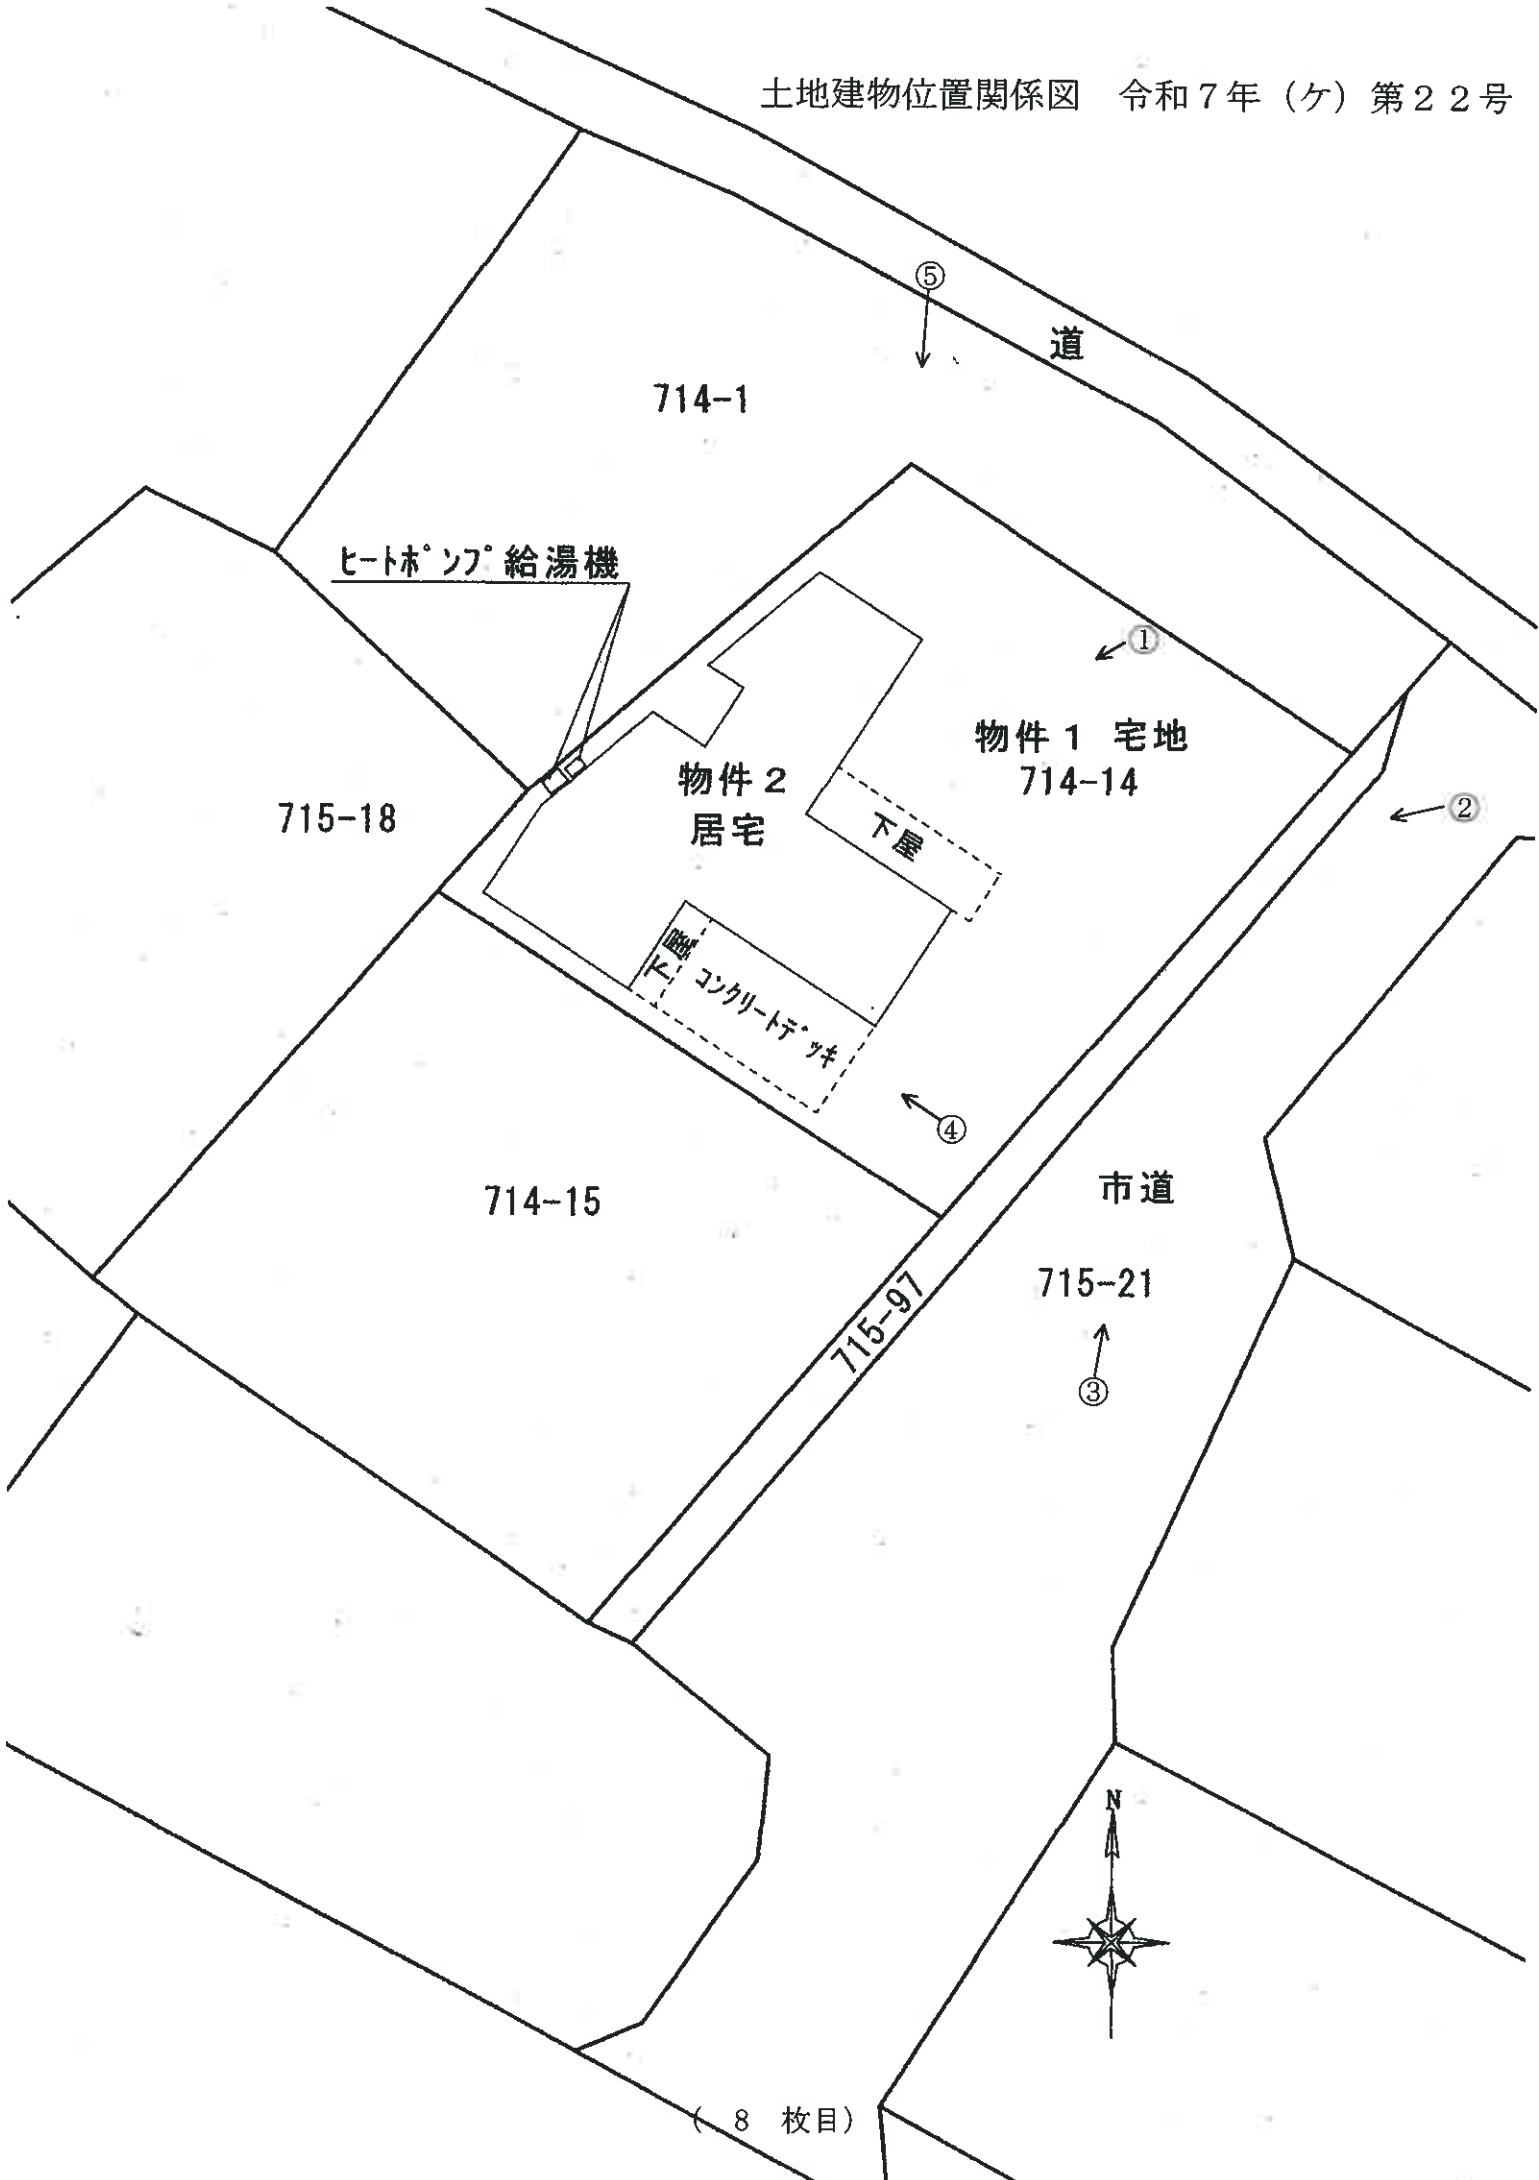 土地建物位置関係図　令和７年（ケ）第２２号
⑤
道
714-1
ﾋｰﾄﾎﾟﾝﾌﾟ給湯機
①
物件１　宅地
714-14
物件２
居宅
715-18
②
下屋
下屋
コンクリートデッキ
④
714-15
市道
715-21
715-97
③
N
（　8　枚目）